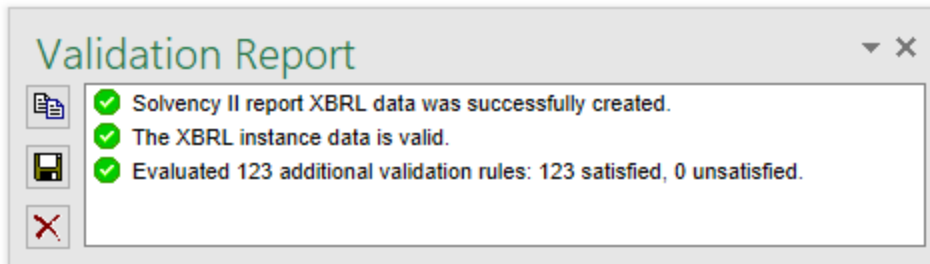 Validation Report
Solvency II report XBRL data was successfully created.
The XBRL instance data is valid.
Evaluated 123 additional validation rules: 123 satisfied, 0 unsatisfied.